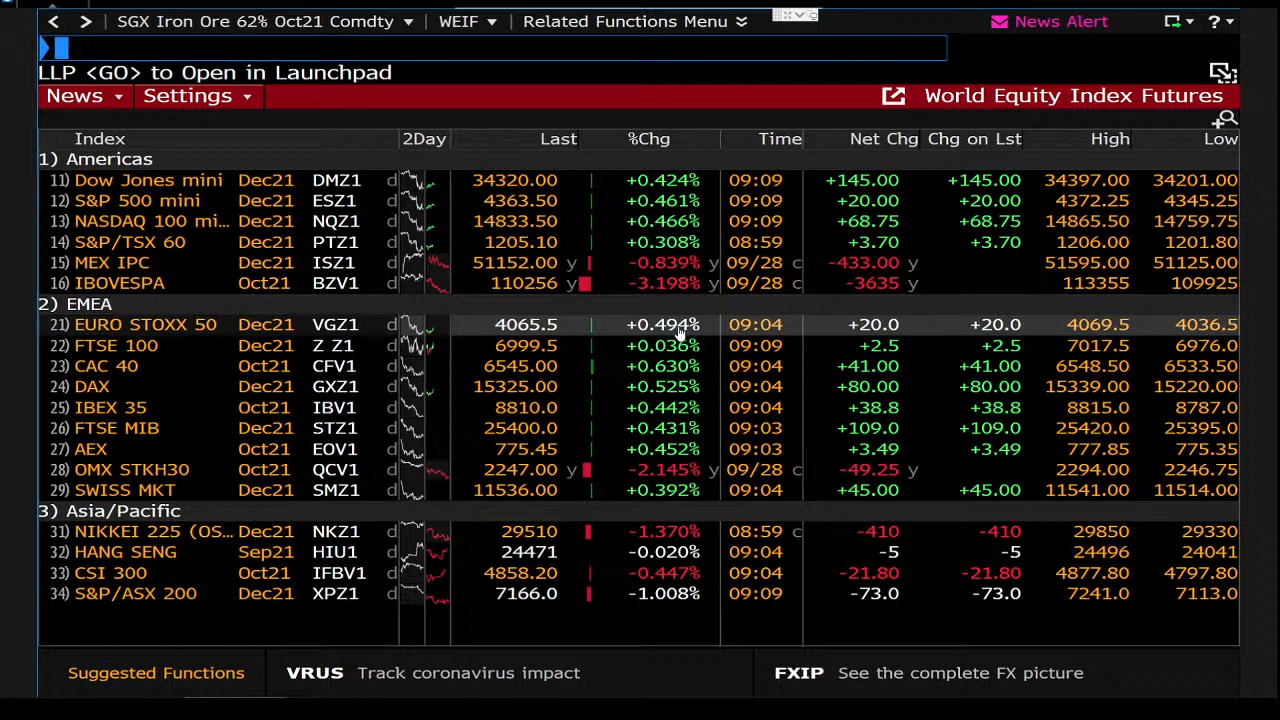 < > SGX Iron Ore 62% Oct21 Comdty ▾ WEIF ▾ Related Functions Menu News Alert ? ▾
LLP <GO> to Open in Launchpad
News ▾ Settings ▾ World Equity Index Futures
Index 2Day Last %Chg Time Net Chg Chg on Lst High Low
1) Americas
11) Dow Jones mini Dec21 DMZ1 d 34320.00 +0.424% 09:09 +145.00 +145.00 34397.00 34201.00
12) S&P 500 mini Dec21 ESZ1 d 4363.50 +0.461% 09:09 +20.00 +20.00 4372.25 4345.25
13) NASDAQ 100 mi... Dec21 NQZ1 d 14833.50 +0.466% 09:09 +68.75 +68.75 14865.50 14759.75
14) S&P/TSX 60 Dec21 PTZ1 d 1205.10 +0.308% 08:59 +3.70 +3.70 1206.00 1201.80
15) MEX IPC Dec21 ISZ1 d 51152.00 y -0.839% y 09/28 c -433.00 y 51595.00 51125.00
16) IBOVESPA Oct21 BZV1 d 110256 y -3.198% y 09/28 c -3635 y 113355 109925
2) EMEA
21) EURO STOXX 50 Dec21 VGZ1 d 4065.5 +0.494% 09:04 +20.0 +20.0 4069.5 4036.5
22) FTSE 100 Dec21 Z Z1 d 6999.5 +0.036% 09:09 +2.5 +2.5 7017.5 6976.0
23) CAC 40 Oct21 CFV1 d 6545.00 +0.630% 09:04 +41.00 +41.00 6548.50 6533.50
24) DAX Dec21 GXZ1 d 15325.00 +0.525% 09:04 +80.00 +80.00 15339.00 15220.00
25) IBEX 35 Oct21 IBV1 d 8810.0 +0.442% 09:04 +38.8 +38.8 8815.0 8787.0
26) FTSE MIB Dec21 STZ1 d 25400.0 +0.431% 09:03 +109.0 +109.0 25420.0 25395.0
27) AEX Oct21 EOV1 d 775.45 +0.452% 09:03 +3.49 +3.49 777.85 775.35
28) OMX STKH30 Oct21 QCV1 d 2247.00 y -2.145% y 09/28 c -49.25 y 2294.00 2246.75
29) SWISS MKT Dec21 SMZ1 d 11536.00 +0.392% 09:04 +45.00 +45.00 11541.00 11514.00
3) Asia/Pacific
31) NIKKEI 225 (OS... Dec21 NKZ1 d 29510 -1.370% 08:59 c -410 -410 29850 29330
32) HANG SENG Sep21 HIU1 d 24471 -0.020% 09:04 -5 -5 24496 24041
33) CSI 300 Oct21 IFBV1 d 4858.20 -0.447% 09:04 -21.80 -21.80 4877.80 4797.80
34) S&P/ASX 200 Dec21 XPZ1 d 7166.0 -1.008% 09:04 -73.0 -73.0 7241.0 7113.0
Suggested Functions VRUS Track coronavirus impact FXIP See the complete FX picture